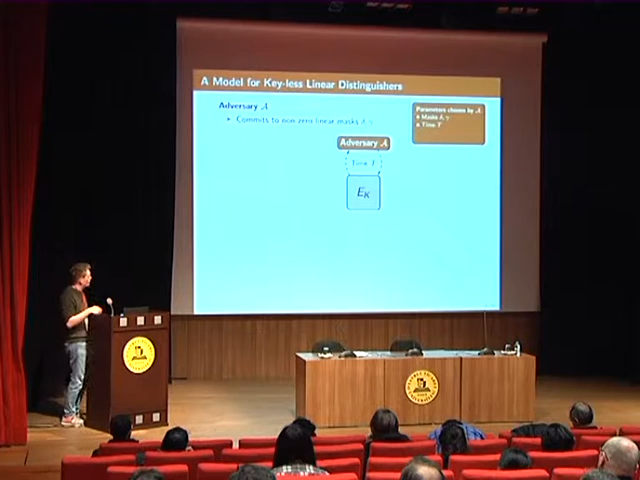 A Model for Key-less Linear Distinguishers
Adversary 𝒜
Commits to non-zero linear masks δ, γ
Parameters chosen by 𝒜
Masks δ, γ
Time T
Adversary 𝒜
Time T
E_K